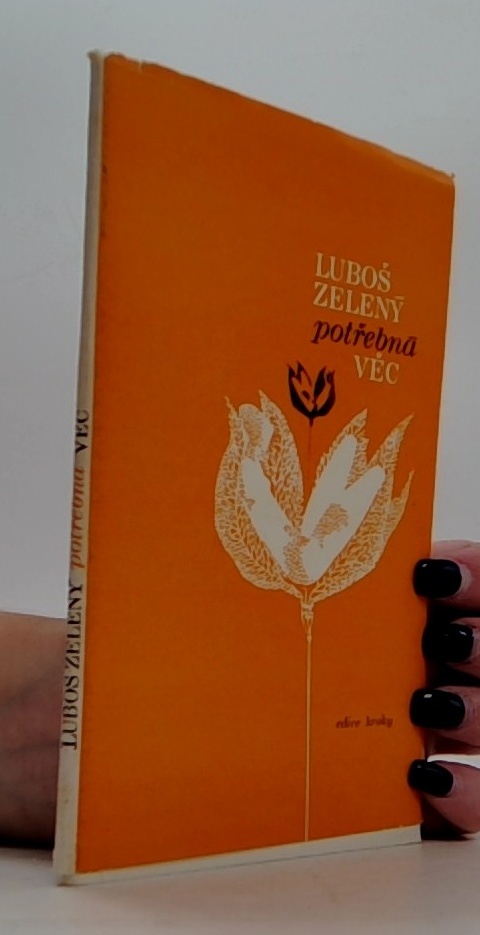 LUBOŠ
ZELENÝ
potřebná
VĚC
edice kroky
LUBOŠ ZELENÝ potřebná VĚC